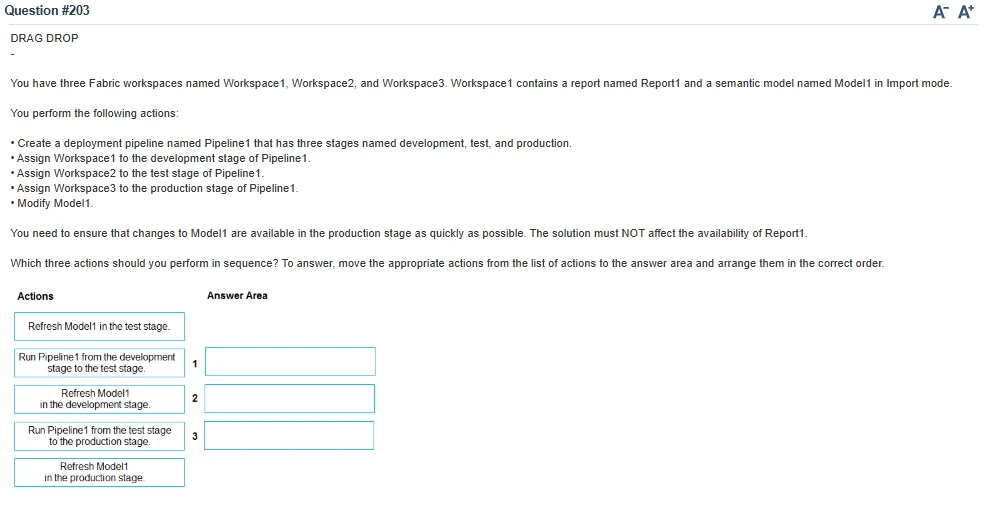 Question #203
A- A+
DRAG DROP
-
You have three Fabric workspaces named Workspace1, Workspace2, and Workspace3. Workspace1 contains a report named Report1 and a semantic model named Model1 in Import mode.
You perform the following actions:
• Create a deployment pipeline named Pipeline1 that has three stages named development, test, and production.
• Assign Workspace1 to the development stage of Pipeline1.
• Assign Workspace2 to the test stage of Pipeline1.
• Assign Workspace3 to the production stage of Pipeline1.
• Modify Model1.
You need to ensure that changes to Model1 are available in the production stage as quickly as possible. The solution must NOT affect the availability of Report1.
Which three actions should you perform in sequence? To answer, move the appropriate actions from the list of actions to the answer area and arrange them in the correct order.
Actions
Answer Area
Refresh Model1 in the test stage.
Run Pipeline1 from the development
stage to the test stage.
1
Refresh Model1
in the development stage.
2
Run Pipeline1 from the test stage
to the production stage.
3
Refresh Model1
in the production stage.